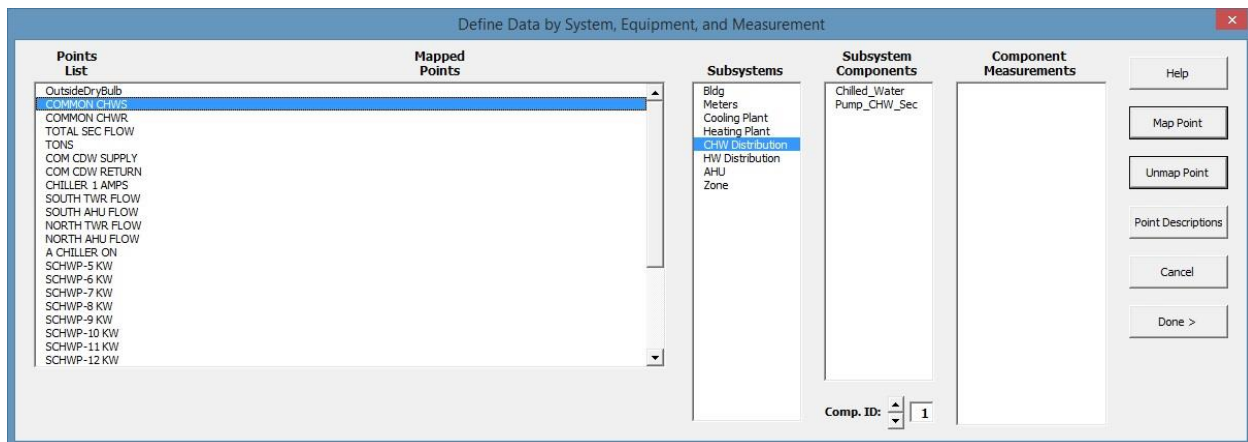 Define Data by System, Equipment, and Measurement
Points List
Mapped Points
Subsystems
Subsystem Components
Component Measurements
OutsideDryBulb
COMMON CHWS
COMMON CHWR
TOTAL SEC FLOW
TONS
COM CDW SUPPLY
COM CDW RETURN
CHILLER 1 AMPS
SOUTH TWR FLOW
SOUTH AHU FLOW
NORTH TWR FLOW
NORTH AHU FLOW
A CHILLER ON
SCHWP-5 KW
SCHWP-6 KW
SCHWP-7 KW
SCHWP-8 KW
SCHWP-9 KW
SCHWP-10 KW
SCHWP-11 KW
SCHWP-12 KW
Bldg
Meters
Cooling Plant
Heating Plant
CHW Distribution
HW Distribution
AHU
Zone
Chilled_Water
Pump_CHW_Sec
Comp. ID: 1
Help
Map Point
Unmap Point
Point Descriptions
Cancel
Done >